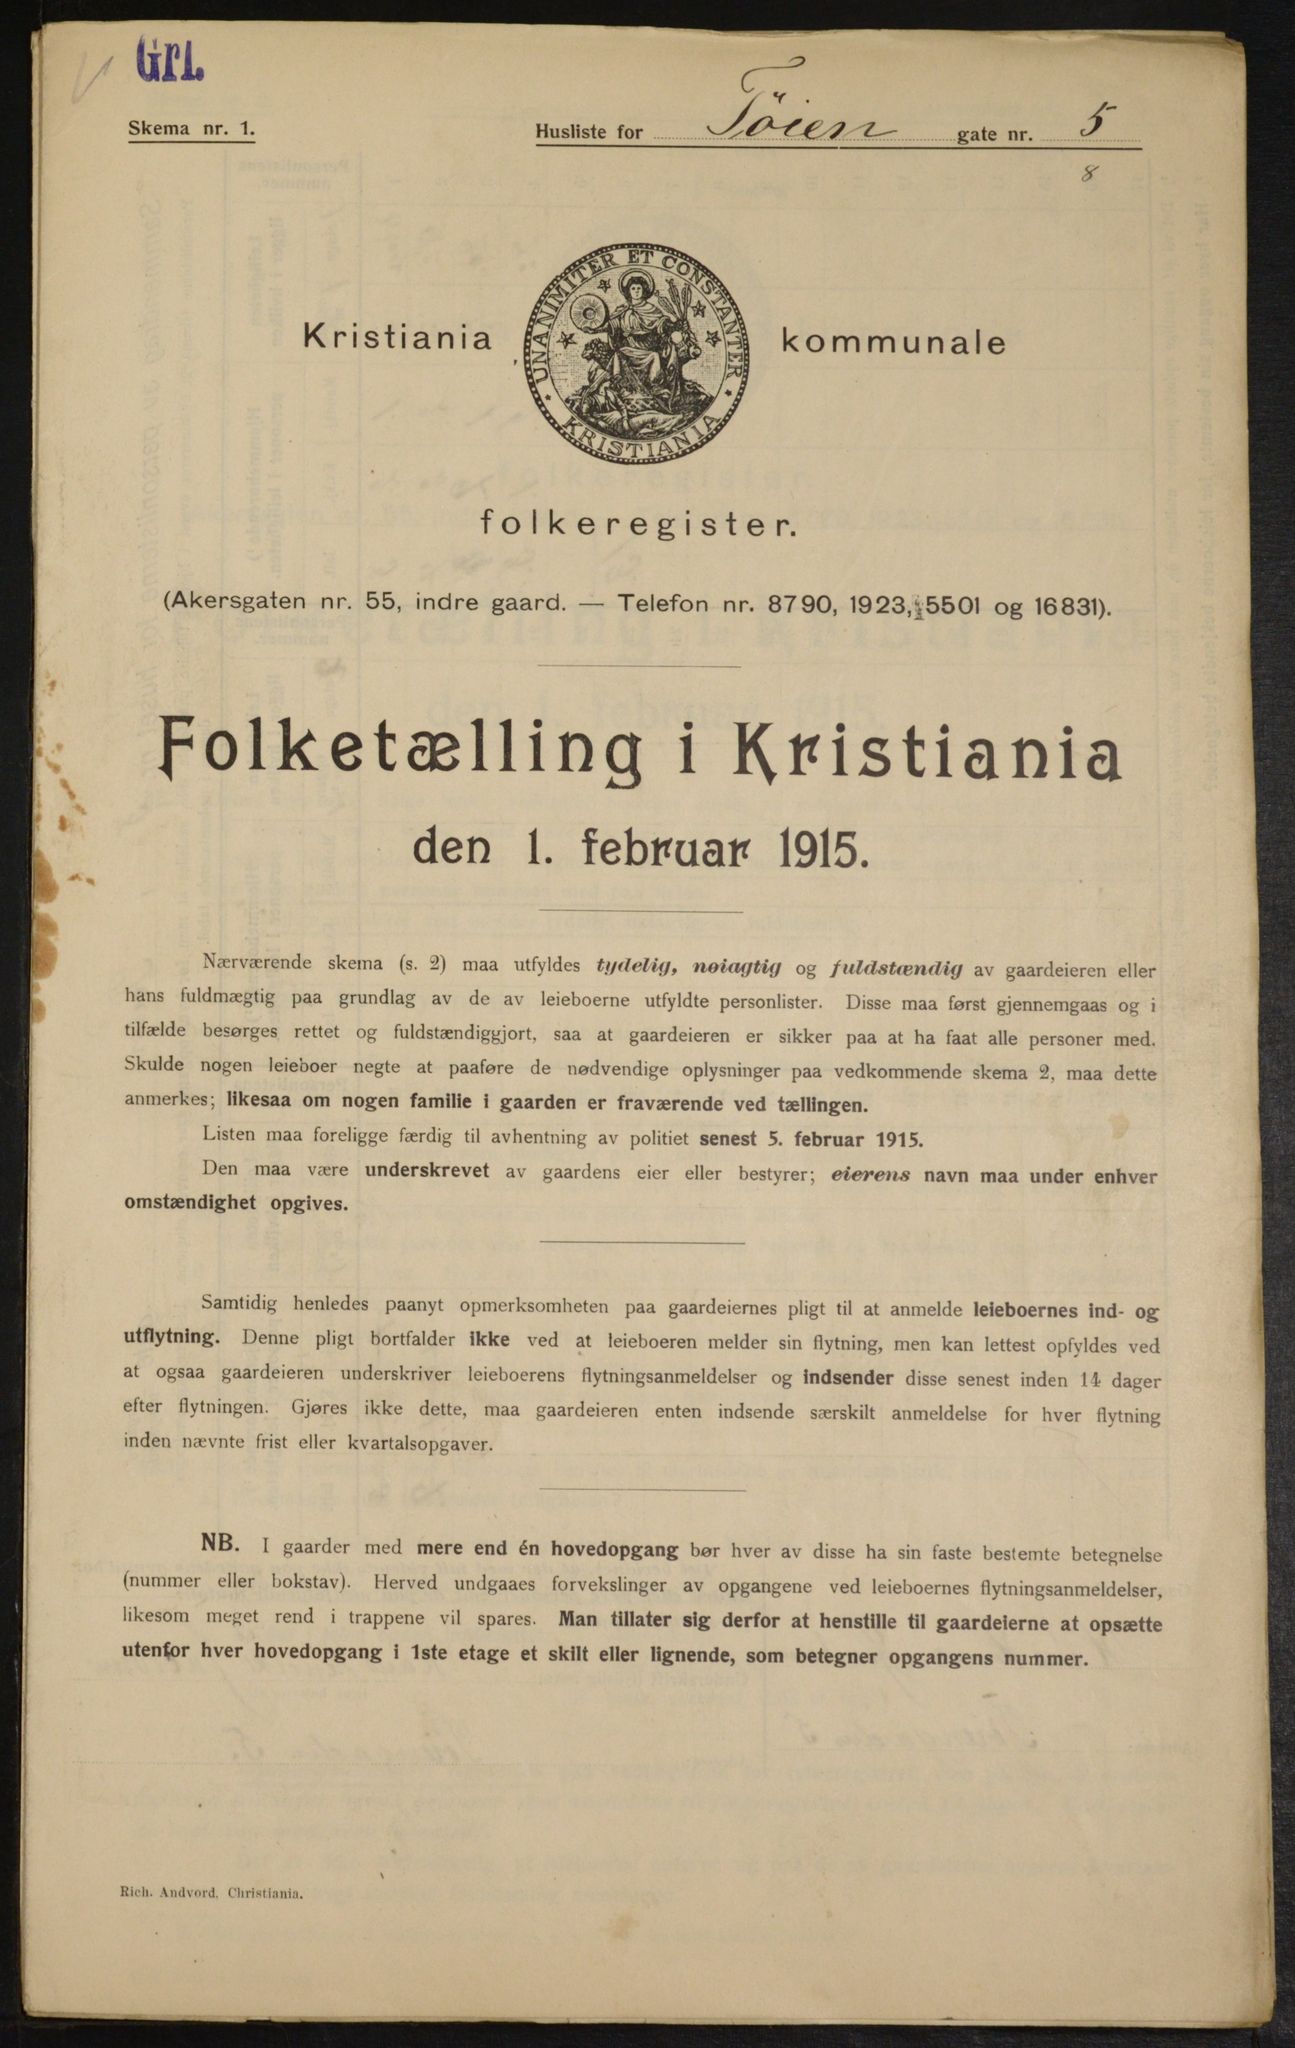 Grl.
Skema nr. 1.
Husliste for Töien gate nr. 5
8
UNANIMITER ET CONSTANTER
KRISTIANIA
Kristiania kommunale
folkeregister.
(Akersgaten nr. 55, indre gaard. — Telefon nr. 8790, 1923, 5501 og 16831).
Folketælling i Kristiania
den 1. februar 1915.
Nærværende skema (s. 2) maa utfyldes tydelig, nøiagtig og fuldstændig av gaardeieren eller
hans fuldmægtig paa grundlag av de av leieboerne utfyldte personlister. Disse maa først gjennemgaas og i
tilfælde besørges rettet og fuldstændiggjort, saa at gaardeieren er sikker paa at ha faat alle personer med.
Skulde nogen leieboer negte at paaføre de nødvendige oplysninger paa vedkommende skema 2, maa dette
anmerkes; likesaa om nogen familie i gaarden er fraværende ved tællingen.
Listen maa foreligge færdig til avhentning av politiet senest 5. februar 1915.
Den maa være underskrevet av gaardens eier eller bestyrer; eierens navn maa under enhver
omstændighet opgives.
Samtidig henledes paanyt opmerksomheten paa gaardeiernes pligt til at anmelde leieboernes ind- og
utflytning. Denne pligt bortfalder ikke ved at leieboeren melder sin flytning, men kan lettest opfyldes ved
at ogsaa gaardeieren underskriver leieboerens flytningsanmeldelser og indsender disse senest inden 14 dager
efter flytningen. Gjøres ikke dette, maa gaardeieren enten indsende særskilt anmeldelse for hver flytning
inden nævnte frist eller kvartalsopgaver.
NB. I gaarder med mere end én hovedopgang bør hver av disse ha sin faste bestemte betegnelse
(nummer eller bokstav). Herved undgaaes forvekslinger av opgangene ved leieboernes flytningsanmeldelser,
likesom meget rend i trappene vil spares. Man tillater sig derfor at henstille til gaardeierne at opsætte
utenfor hver hovedopgang i 1ste etage et skilt eller lignende, som betegner opgangens nummer.
Rich. Andvord, Christiania.